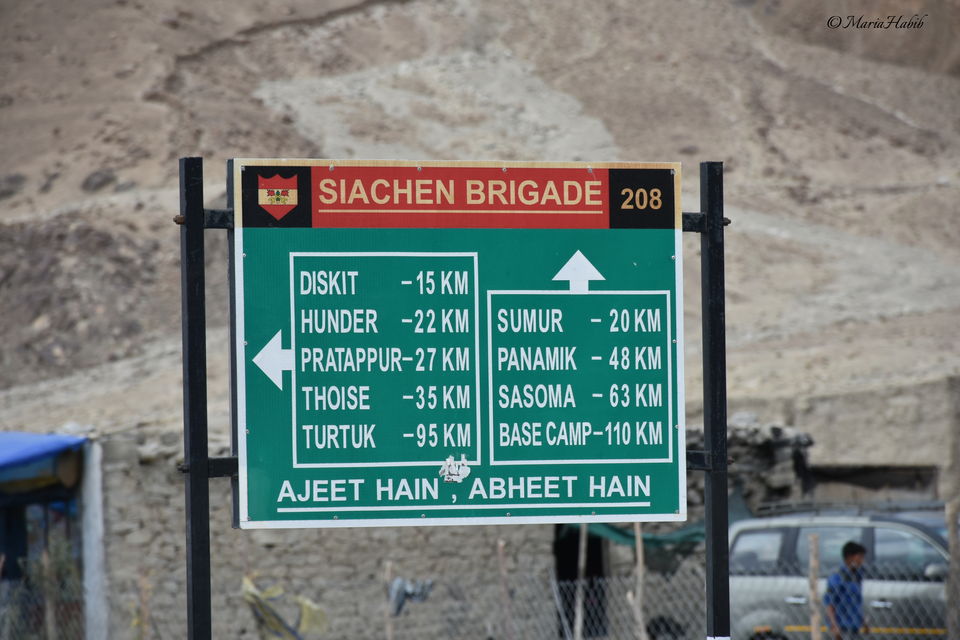 © MariaHabib
SIACHEN BRIGADE
208
DISKIT -15 KM
HUNDER -22 KM
PRATAPPUR-27 KM
THOISE -35 KM
TURTUK -95 KM
SUMUR - 20 KM
PANAMIK - 48 KM
SASOMA - 63 KM
BASE CAMP-110 KM
AJEET HAIN , ABHEET HAIN